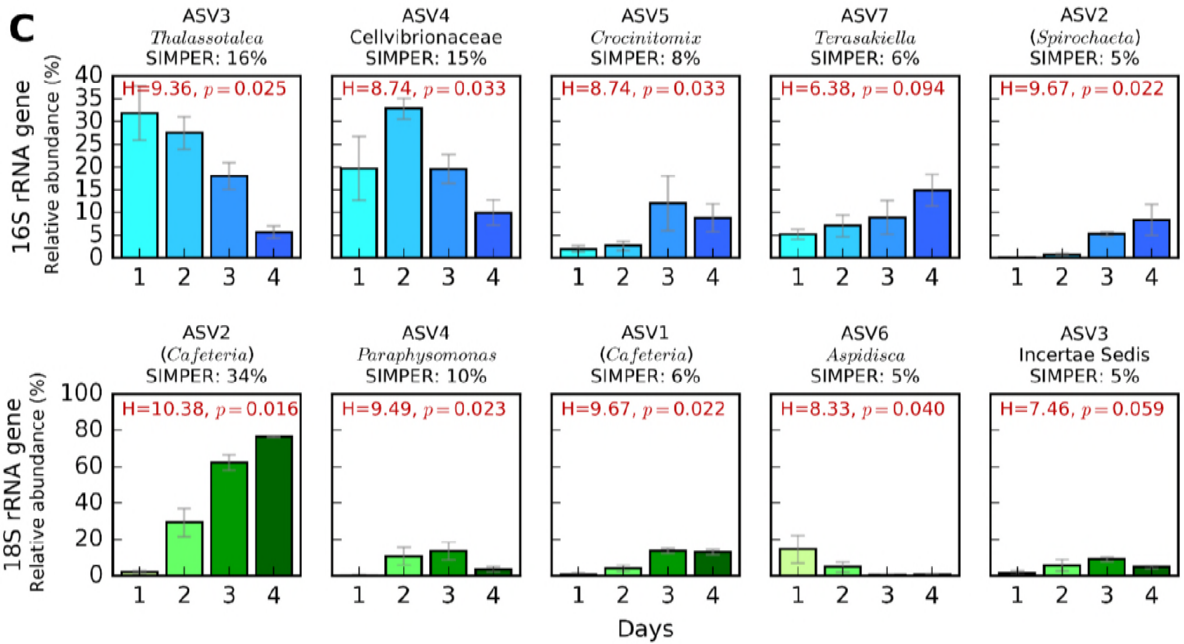 C
ASV3
Thalassotalea
SIMPER: 16%
ASV4
Cellvibrionaceae
SIMPER: 15%
ASV5
Crocinitomix
SIMPER: 8%
ASV7
Terasakiella
SIMPER: 6%
ASV2
(Spirochaeta)
SIMPER: 5%
16S rRNA gene
Relative abundance (%)
40
35
30
25
20
15
10
5
0
H=9.36, p=0.025
H=8.74, p=0.033
H=8.74, p=0.033
H=6.38, p=0.094
H=9.67, p=0.022
1 2 3 4
1 2 3 4
1 2 3 4
1 2 3 4
1 2 3 4
ASV2
(Cafeteria)
SIMPER: 34%
ASV4
Paraphysomonas
SIMPER: 10%
ASV1
(Cafeteria)
SIMPER: 6%
ASV6
Aspidisca
SIMPER: 5%
ASV3
Incertae Sedis
SIMPER: 5%
18S rRNA gene
Relative abundance (%)
100
80
60
40
20
0
H=10.38, p=0.016
H=9.49, p=0.023
H=9.67, p=0.022
H=8.33, p=0.040
H=7.46, p=0.059
1 2 3 4
1 2 3 4
1 2 3 4
1 2 3 4
1 2 3 4
Days